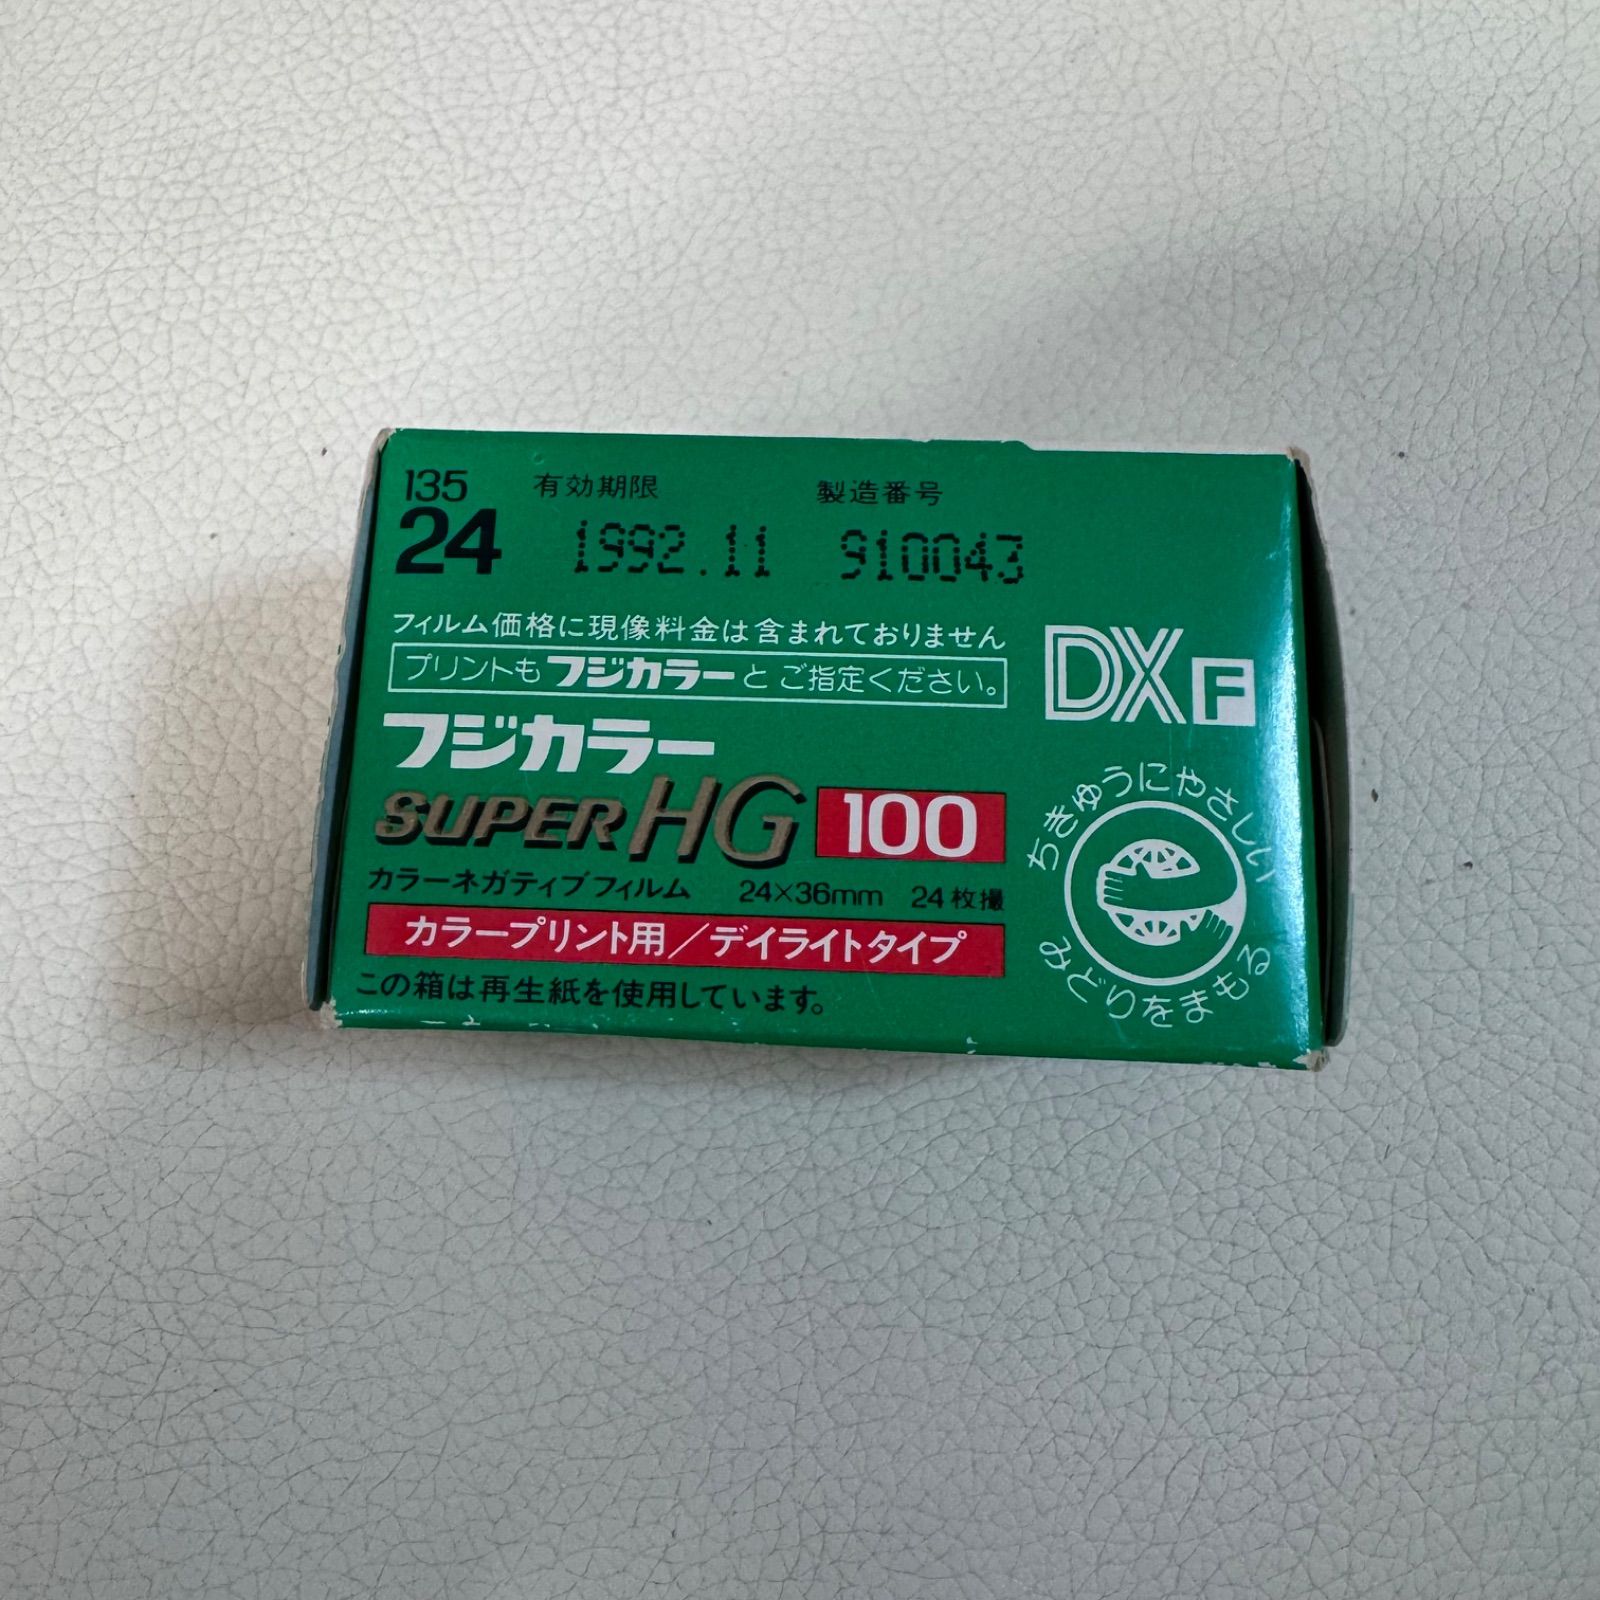 135 有効期限 製造番号
24 1992.11 910043
フィルム価格に現像料金は含まれておりません
プリントもフジカラーとご指定ください。
DX F
フジカラー
SUPER HG 100
カラーネガティブフィルム 24×36mm 24枚撮
カラープリント用/デイライトタイプ
この箱は再生紙を使用しています。
ちきゅうにやさしい
みどりをまもる